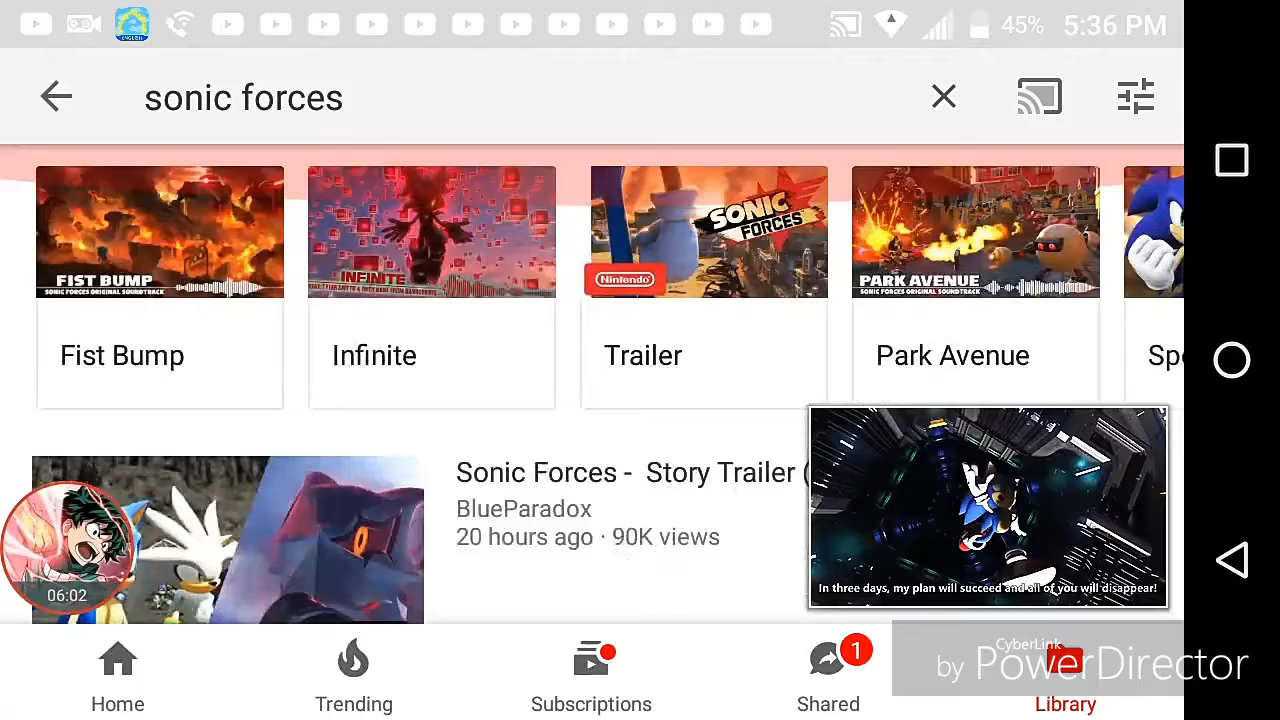 ENGLISH
45% 5:36 PM
sonic forces
FIST BUMP
SONIC FORCES ORIGINAL SOUNDTRACK
INFINITE
SONIC
FORCES
Nintendo
PARK AVENUE
SONIC FORCES ORIGINAL SOUNDTRACK
Fist Bump
Infinite
Trailer
Park Avenue
Sonic Forces - Story Trailer (
BlueParadox
20 hours ago · 90K views
In three days, my plan will succeed and all of you will disappear!
06:02
1
CyberLink
by PowerDirector
Home
Trending
Subscriptions
Shared
Library